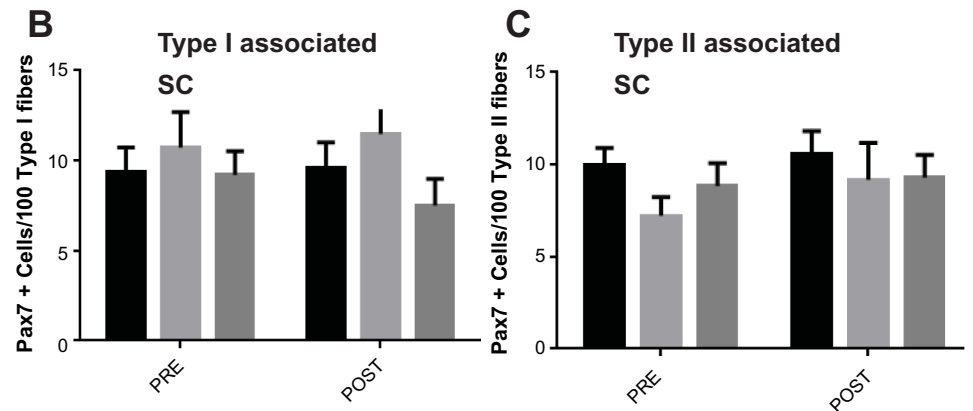 B
Type I associated
SC
Pax7 + Cells/100 Type I fibers
15
10
5
0
PRE
POST
C
Type II associated
SC
Pax7 + Cells/100 Type II fibers
15
10
5
0
PRE
POST